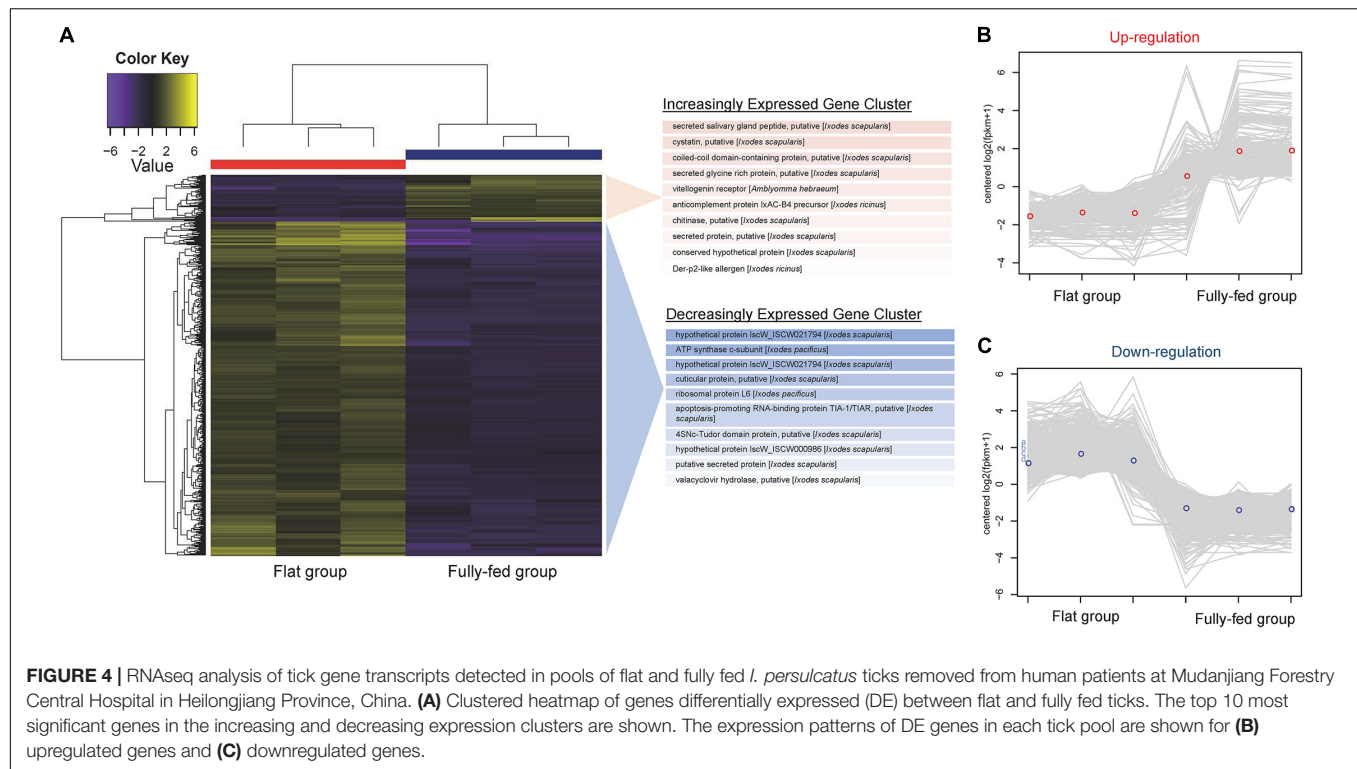 A
Color Key
−6 −2 0 2 6
Value
Flat group
Fully-fed group
Increasingly Expressed Gene Cluster
secreted salivary gland peptide, putative [Ixodes scapularis]
cystatin, putative [Ixodes scapularis]
coiled-coil domain-containing protein, putative [Ixodes scapularis]
secreted glycine rich protein, putative [Ixodes scapularis]
vitellogenin receptor [Amblyomma hebraeum]
anticomplement protein IxAC-B4 precursor [Ixodes ricinus]
chitinase, putative [Ixodes scapularis]
secreted protein, putative [Ixodes scapularis]
conserved hypothetical protein [Ixodes scapularis]
Der-p2-like allergen [Ixodes ricinus]
Decreasingly Expressed Gene Cluster
hypothetical protein IscW_ISCW021794 [Ixodes scapularis]
ATP synthase c-subunit [Ixodes pacificus]
hypothetical protein IscW_ISCW021794 [Ixodes scapularis]
cuticular protein, putative [Ixodes scapularis]
ribosomal protein L6 [Ixodes pacificus]
apoptosis-promoting RNA-binding protein TIA-1/TIAR, putative [Ixodes
scapularis]
4SNc-Tudor domain protein, putative [Ixodes scapularis]
hypothetical protein IscW_ISCW000986 [Ixodes scapularis]
putative secreted protein [Ixodes scapularis]
valacyclovir hydrolase, putative [Ixodes scapularis]
B
Up-regulation
centered log2(fpkm+1)
6
4
2
0
−2
−4
Flat group
Fully-fed group
C
Down-regulation
centered log2(fpkm+1)
6
4
2
0
−2
−4
−6
Flat group
Fully-fed group
FIGURE 4 | RNAseq analysis of tick gene transcripts detected in pools of flat and fully fed I. persulcatus ticks removed from human patients at Mudanjiang Forestry
Central Hospital in Heilongjiang Province, China. (A) Clustered heatmap of genes differentially expressed (DE) between flat and fully fed ticks. The top 10 most
significant genes in the increasing and decreasing expression clusters are shown. The expression patterns of DE genes in each tick pool are shown for (B)
upregulated genes and (C) downregulated genes.